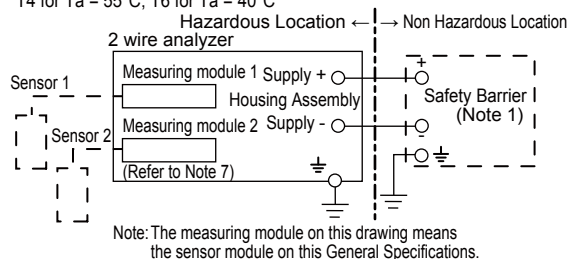 T4 for Ta = 55˚C, T6 for Ta = 40˚C
Hazardous Location ← → Non Hazardous Location
2 wire analyzer
Sensor 1
Measuring module 1
Supply +
+
Housing Assembly
Safety Barrier
(Note 1)
Sensor 2
Measuring module 2
Supply -
-
(Refer to Note 7)
Note: The measuring module on this drawing means
the sensor module on this General Specifications.